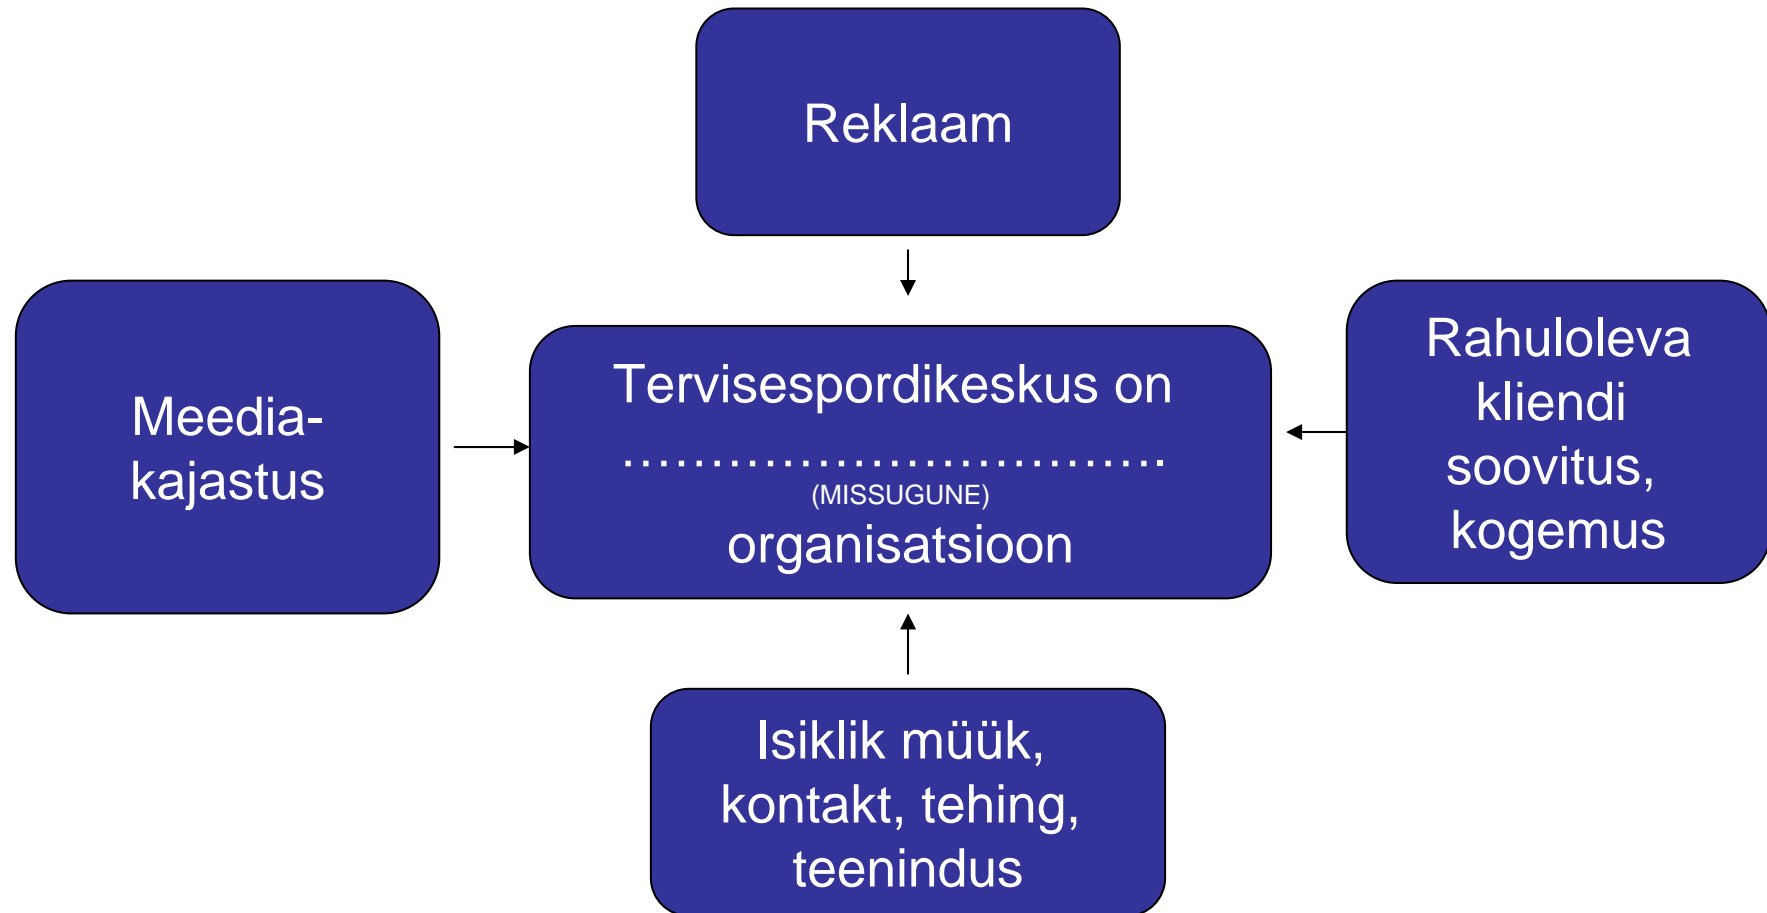 Reklaam
Meedia-
kajastus
Tervisespordikeskus on
……………………………….
(MISSUGUNE)
organisatsioon
Rahuloleva
kliendi
soovitus,
kogemus
Isiklik müük,
kontakt, tehing,
teenindus